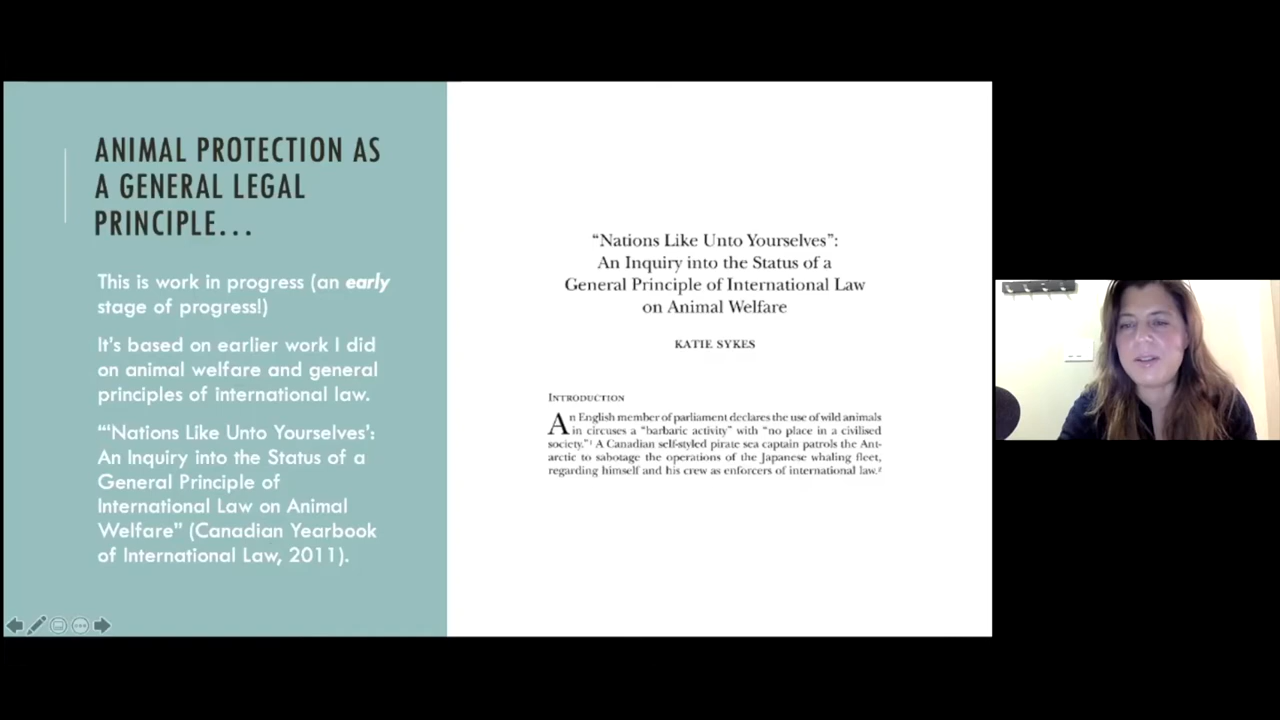 ANIMAL PROTECTION AS
A GENERAL LEGAL
PRINCIPLE...
This is work in progress (an early
stage of progress!)
It's based on earlier work I did
on animal welfare and general
principles of international law.
"'Nations Like Unto Yourselves':
An Inquiry into the Status of a
General Principle of
International Law on Animal
Welfare" (Canadian Yearbook
of International Law, 2011).
“Nations Like Unto Yourselves”:
An Inquiry into the Status of a
General Principle of International Law
on Animal Welfare
KATIE SYKES
INTRODUCTION
An English member of parliament declares the use of wild animals
in circuses a “barbaric activity” with “no place in a civilised
society.”1 A Canadian self-styled pirate sea captain patrols the Ant-
arctic to sabotage the operations of the Japanese whaling fleet,
regarding himself and his crew as enforcers of international law.2